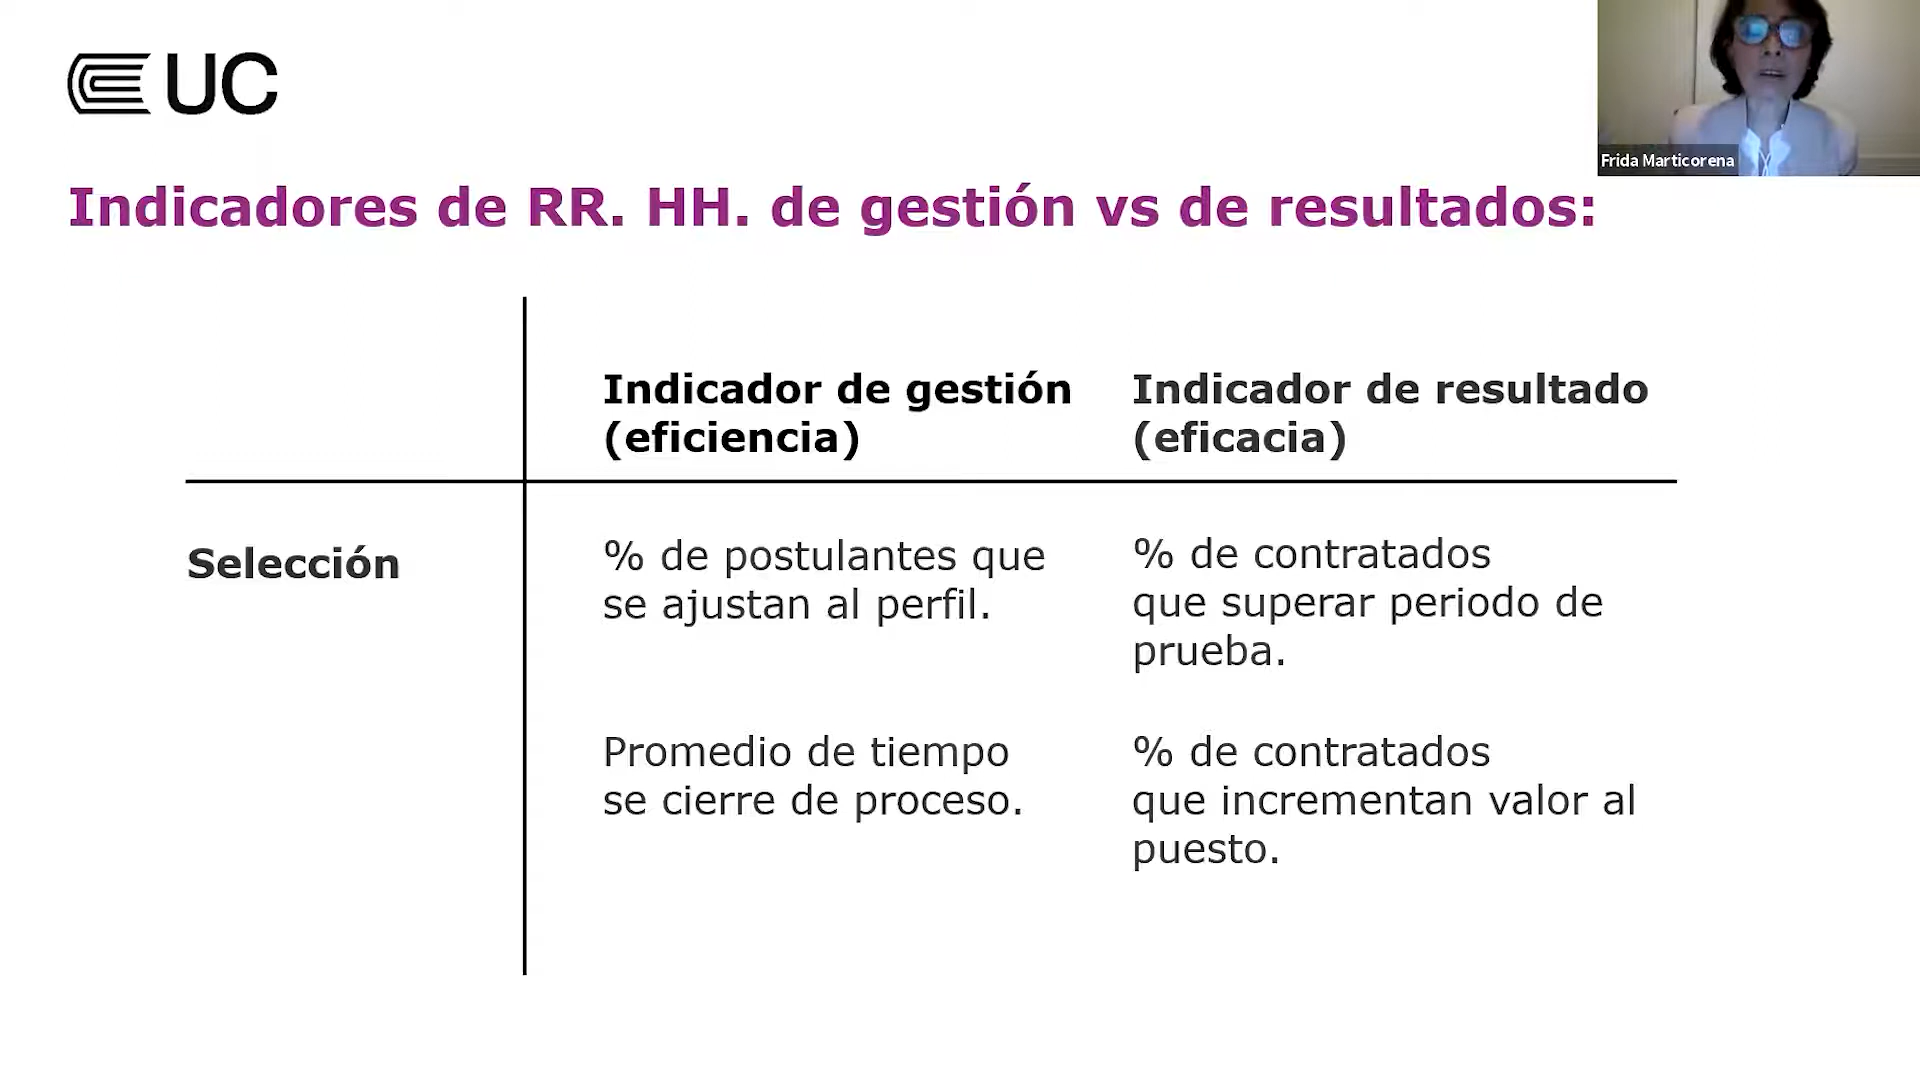 UC
Frida Marticorena
Indicadores de RR. HH. de gestión vs de resultados:
Indicador de gestión
(eficiencia)
Indicador de resultado
(eficacia)
Selección
% de postulantes que
se ajustan al perfil.
% de contratados
que superar periodo de
prueba.
Promedio de tiempo
se cierre de proceso.
% de contratados
que incrementan valor al
puesto.